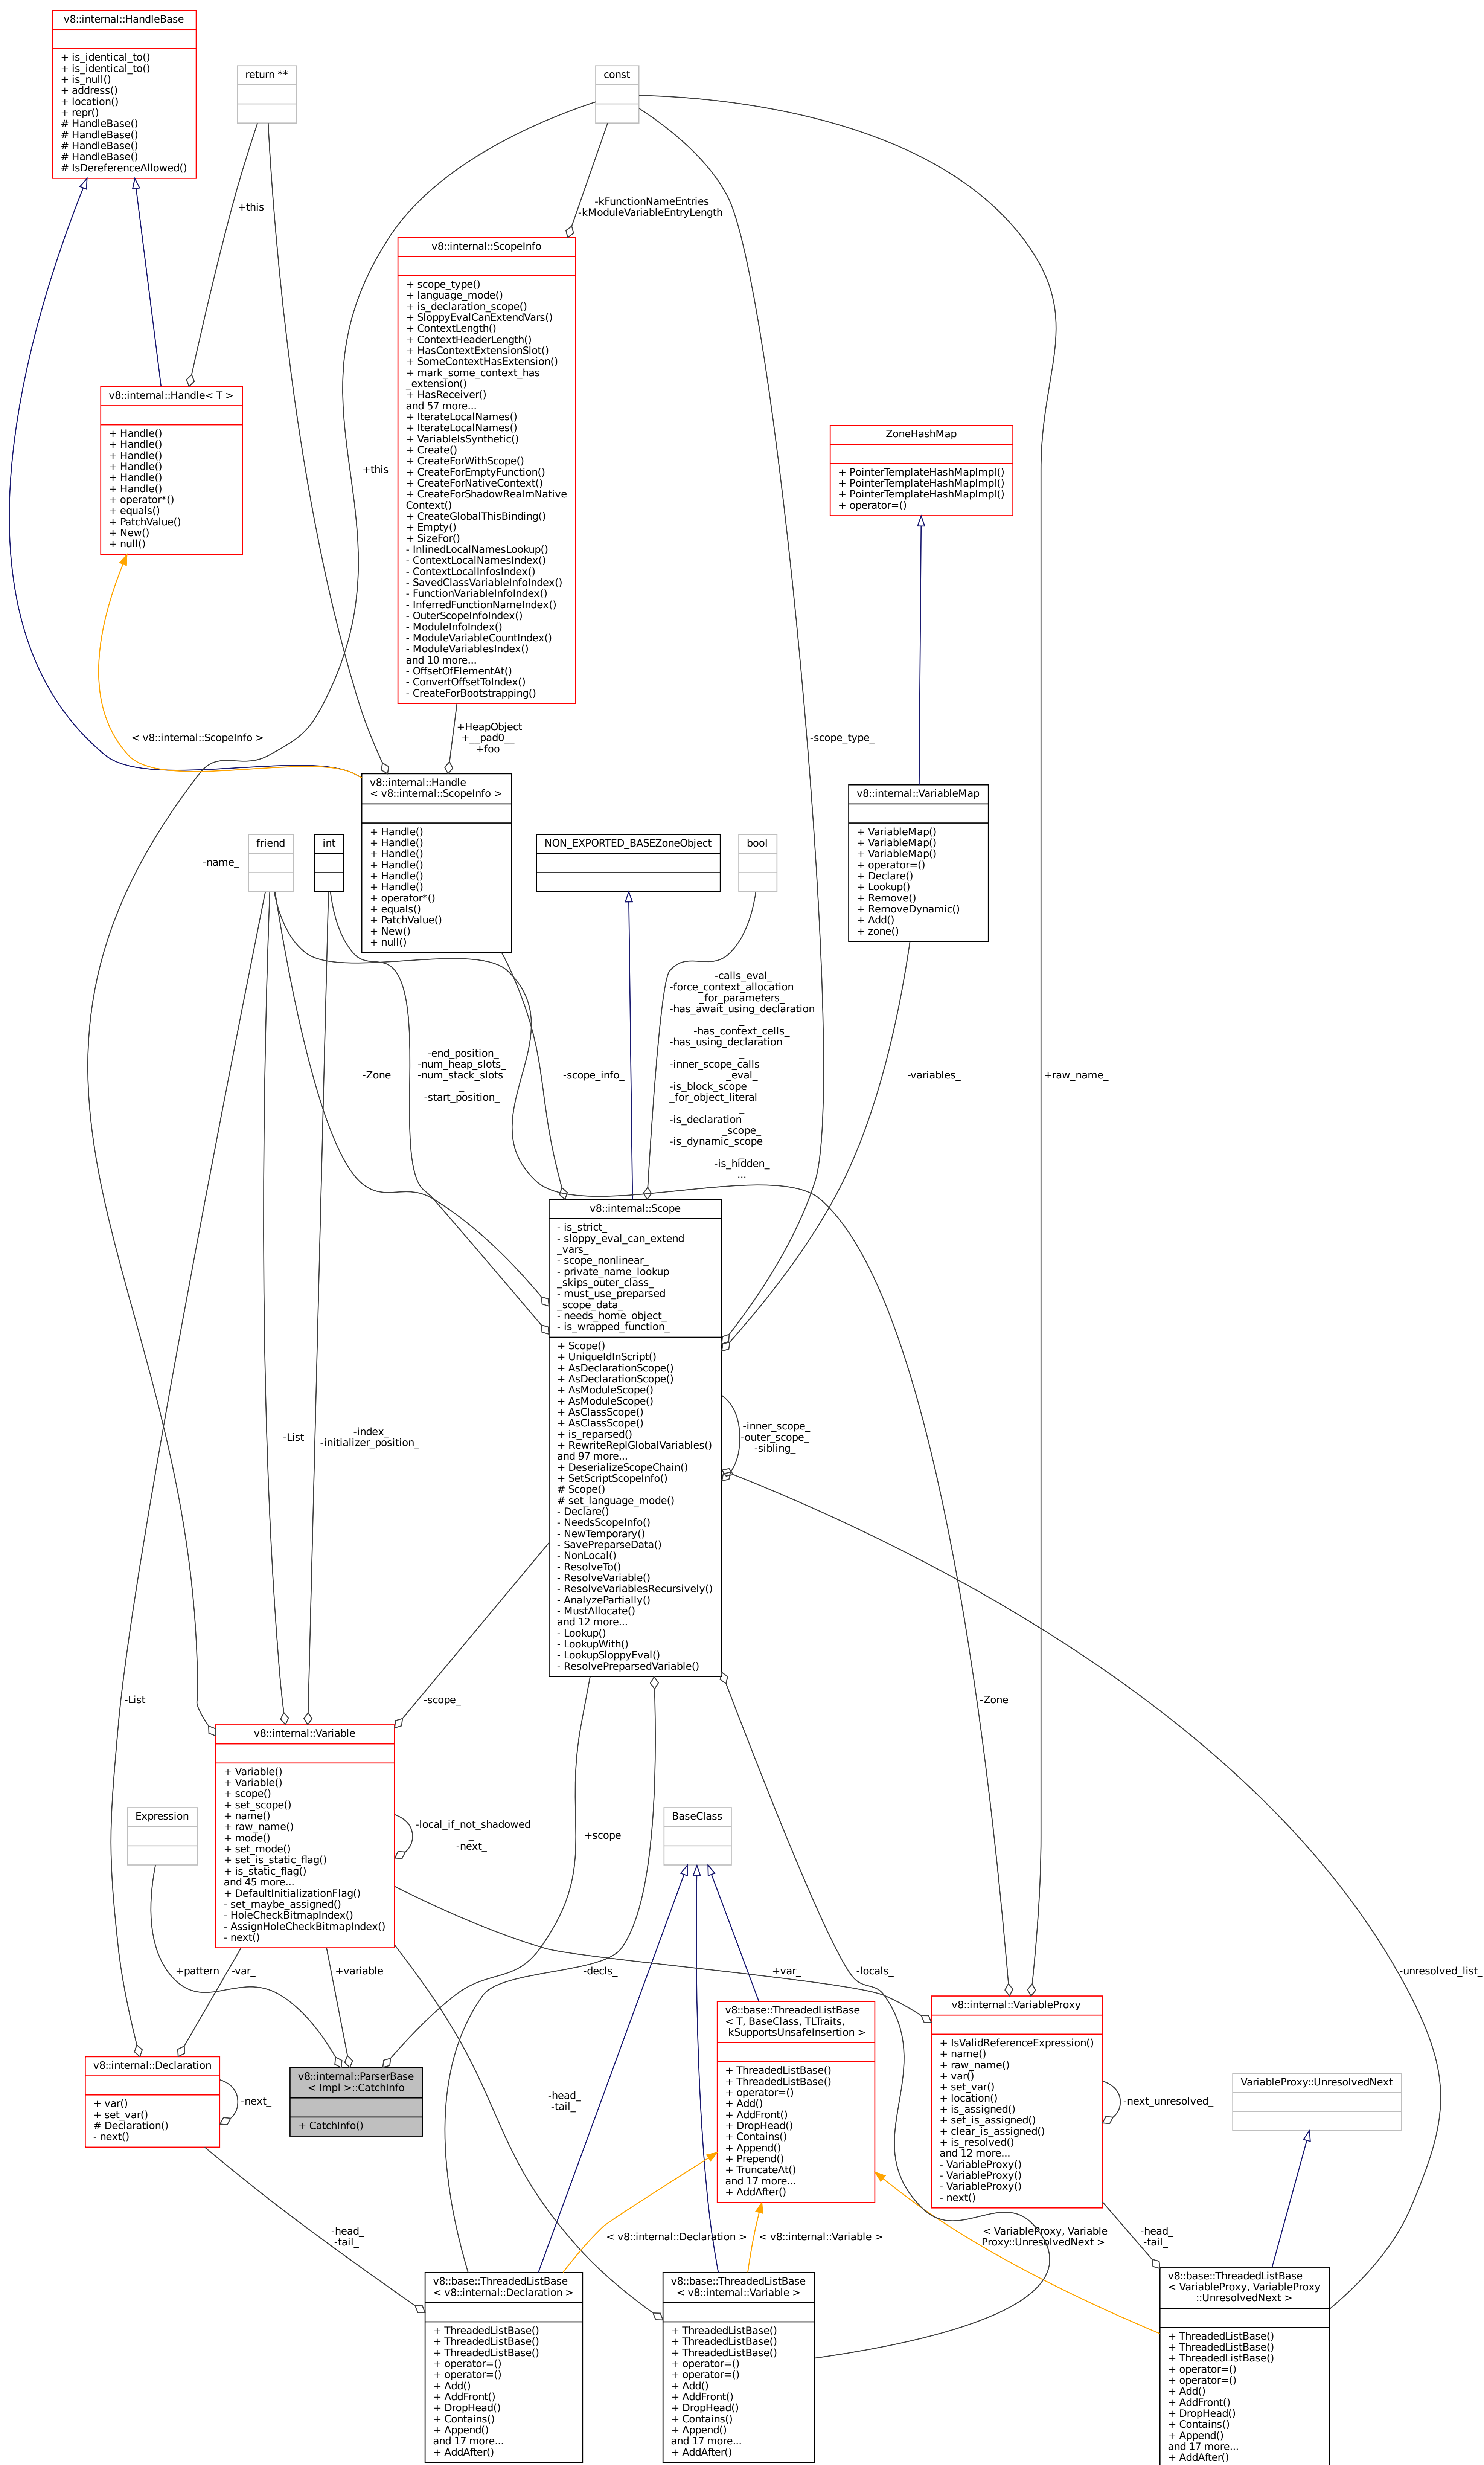 v8::internal::HandleBase
+ is_identical_to()
+ is_identical_to()
+ is_null()
+ address()
+ location()
+ repr()
# HandleBase()
# HandleBase()
# HandleBase()
# HandleBase()
# IsDereferenceAllowed()
return **
const
+this
-kFunctionNameEntries
-kModuleVariableEntryLength
v8::internal::ScopeInfo
+ scope_type()
+ language_mode()
+ is_declaration_scope()
+ SloppyEvalCanExtendVars()
+ ContextLength()
+ ContextHeaderLength()
+ HasContextExtensionSlot()
+ SomeContextHasExtension()
+ mark_some_context_has
_extension()
+ HasReceiver()
and 57 more...
+ IterateLocalNames()
+ IterateLocalNames()
+ VariableIsSynthetic()
+ Create()
+ CreateForWithScope()
+ CreateForEmptyFunction()
+ CreateForNativeContext()
+ CreateForShadowRealmNative
Context()
+ CreateGlobalThisBinding()
+ Empty()
+ SizeFor()
- InlinedLocalNamesLookup()
- ContextLocalNamesIndex()
- ContextLocalInfosIndex()
- SavedClassVariableInfoIndex()
- FunctionVariableInfoIndex()
- InferredFunctionNameIndex()
- OuterScopeInfoIndex()
- ModuleInfoIndex()
- ModuleVariableCountIndex()
- ModuleVariablesIndex()
and 10 more...
- OffsetOfElementAt()
- ConvertOffsetToIndex()
- CreateForBootstrapping()
v8::internal::Handle< T >
+ Handle()
+ Handle()
+ Handle()
+ Handle()
+ Handle()
+ Handle()
+ operator*()
+ equals()
+ PatchValue()
+ New()
+ null()
+this
ZoneHashMap
+ PointerTemplateHashMapImpl()
+ PointerTemplateHashMapImpl()
+ PointerTemplateHashMapImpl()
+ operator=()
< v8::internal::ScopeInfo >
+HeapObject
+__pad0__
+foo
-scope_type_
v8::internal::Handle
< v8::internal::ScopeInfo >
+ Handle()
+ Handle()
+ Handle()
+ Handle()
+ Handle()
+ Handle()
+ operator*()
+ equals()
+ PatchValue()
+ New()
+ null()
v8::internal::VariableMap
+ VariableMap()
+ VariableMap()
+ VariableMap()
+ operator=()
+ Declare()
+ Lookup()
+ Remove()
+ RemoveDynamic()
+ Add()
+ zone()
-name_
friend
int
NON_EXPORTED_BASEZoneObject
bool
-Zone
-end_position_
-num_heap_slots_
-num_stack_slots
_
-start_position_
-scope_info_
-calls_eval_
-force_context_allocation
_for_parameters_
-has_await_using_declaration
_
-has_context_cells_
-has_using_declaration
_
-inner_scope_calls
_eval_
-is_block_scope
_for_object_literal
_
-is_declaration
_scope_
-is_dynamic_scope
_
-is_hidden_
...
-variables_
+raw_name_
v8::internal::Scope
- is_strict_
- sloppy_eval_can_extend
_vars_
- scope_nonlinear_
- private_name_lookup
_skips_outer_class_
- must_use_preparsed
_scope_data_
- needs_home_object_
- is_wrapped_function_
+ Scope()
+ UniqueIdInScript()
+ AsDeclarationScope()
+ AsDeclarationScope()
+ AsModuleScope()
+ AsModuleScope()
+ AsClassScope()
+ AsClassScope()
+ is_reparsed()
+ RewriteReplGlobalVariables()
and 97 more...
+ DeserializeScopeChain()
+ SetScriptScopeInfo()
# Scope()
# set_language_mode()
- Declare()
- NeedsScopeInfo()
- NewTemporary()
- SavePreparseData()
- NonLocal()
- ResolveTo()
- ResolveVariable()
- ResolveVariablesRecursively()
- AnalyzePartially()
- MustAllocate()
and 12 more...
- Lookup()
- LookupWith()
- LookupSloppyEval()
- ResolvePreparsedVariable()
-List
-index_
-initializer_position_
-inner_scope_
-outer_scope_
-sibling_
-List
-scope_
-Zone
v8::internal::Variable
+ Variable()
+ Variable()
+ scope()
+ set_scope()
+ name()
+ raw_name()
+ mode()
+ set_mode()
+ set_is_static_flag()
+ is_static_flag()
and 45 more...
+ DefaultInitializationFlag()
- set_maybe_assigned()
- HoleCheckBitmapIndex()
- AssignHoleCheckBitmapIndex()
- next()
Expression
-local_if_not_shadowed
_
-next_
+scope
BaseClass
+pattern
-var_
+variable
-decls_
+var_
-locals_
-unresolved_list_
v8::internal::Declaration
+ var()
+ set_var()
# Declaration()
- next()
-next_
v8::internal::ParserBase
< Impl >::CatchInfo
+ CatchInfo()
-head_
-tail_
v8::base::ThreadedListBase
< T, BaseClass, TLTraits,
kSupportsUnsafeInsertion >
+ ThreadedListBase()
+ ThreadedListBase()
+ operator=()
+ Add()
+ AddFront()
+ DropHead()
+ Contains()
+ Append()
+ Prepend()
+ TruncateAt()
and 17 more...
+ AddAfter()
v8::internal::VariableProxy
+ IsValidReferenceExpression()
+ name()
+ raw_name()
+ var()
+ set_var()
+ location()
+ is_assigned()
+ set_is_assigned()
+ clear_is_assigned()
+ is_resolved()
and 12 more...
- VariableProxy()
- VariableProxy()
- VariableProxy()
- next()
-next_unresolved_
VariableProxy::UnresolvedNext
-head_
-tail_
< v8::internal::Declaration >
< v8::internal::Variable >
< VariableProxy, Variable
Proxy::UnresolvedNext >
-head_
-tail_
v8::base::ThreadedListBase
< v8::internal::Declaration >
+ ThreadedListBase()
+ ThreadedListBase()
+ ThreadedListBase()
+ operator=()
+ operator=()
+ Add()
+ AddFront()
+ DropHead()
+ Contains()
+ Append()
and 17 more...
+ AddAfter()
v8::base::ThreadedListBase
< v8::internal::Variable >
+ ThreadedListBase()
+ ThreadedListBase()
+ ThreadedListBase()
+ operator=()
+ operator=()
+ Add()
+ AddFront()
+ DropHead()
+ Contains()
+ Append()
and 17 more...
+ AddAfter()
v8::base::ThreadedListBase
< VariableProxy, VariableProxy
::UnresolvedNext >
+ ThreadedListBase()
+ ThreadedListBase()
+ ThreadedListBase()
+ operator=()
+ operator=()
+ Add()
+ AddFront()
+ DropHead()
+ Contains()
+ Append()
and 17 more...
+ AddAfter()